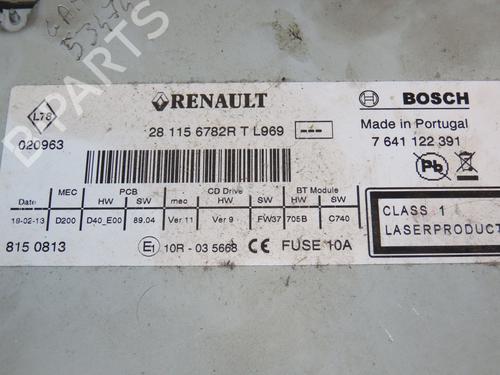 L78
RENAULT
BOSCH
28 115 6782R T L969
Made in Portugal
020963
7 641 122 391
Pb
MEC PCB CD Drive BT Module
Date HW SW mec HW SW HW SW
18-02-13 D200 D40_E00 89.04 Ver 11 Ver 9 FW37 705B C740
CLASS 1
LASERPRODUCT
815 0813
E1 10R - 03 5668 CE FUSE 10A
B-PARTS